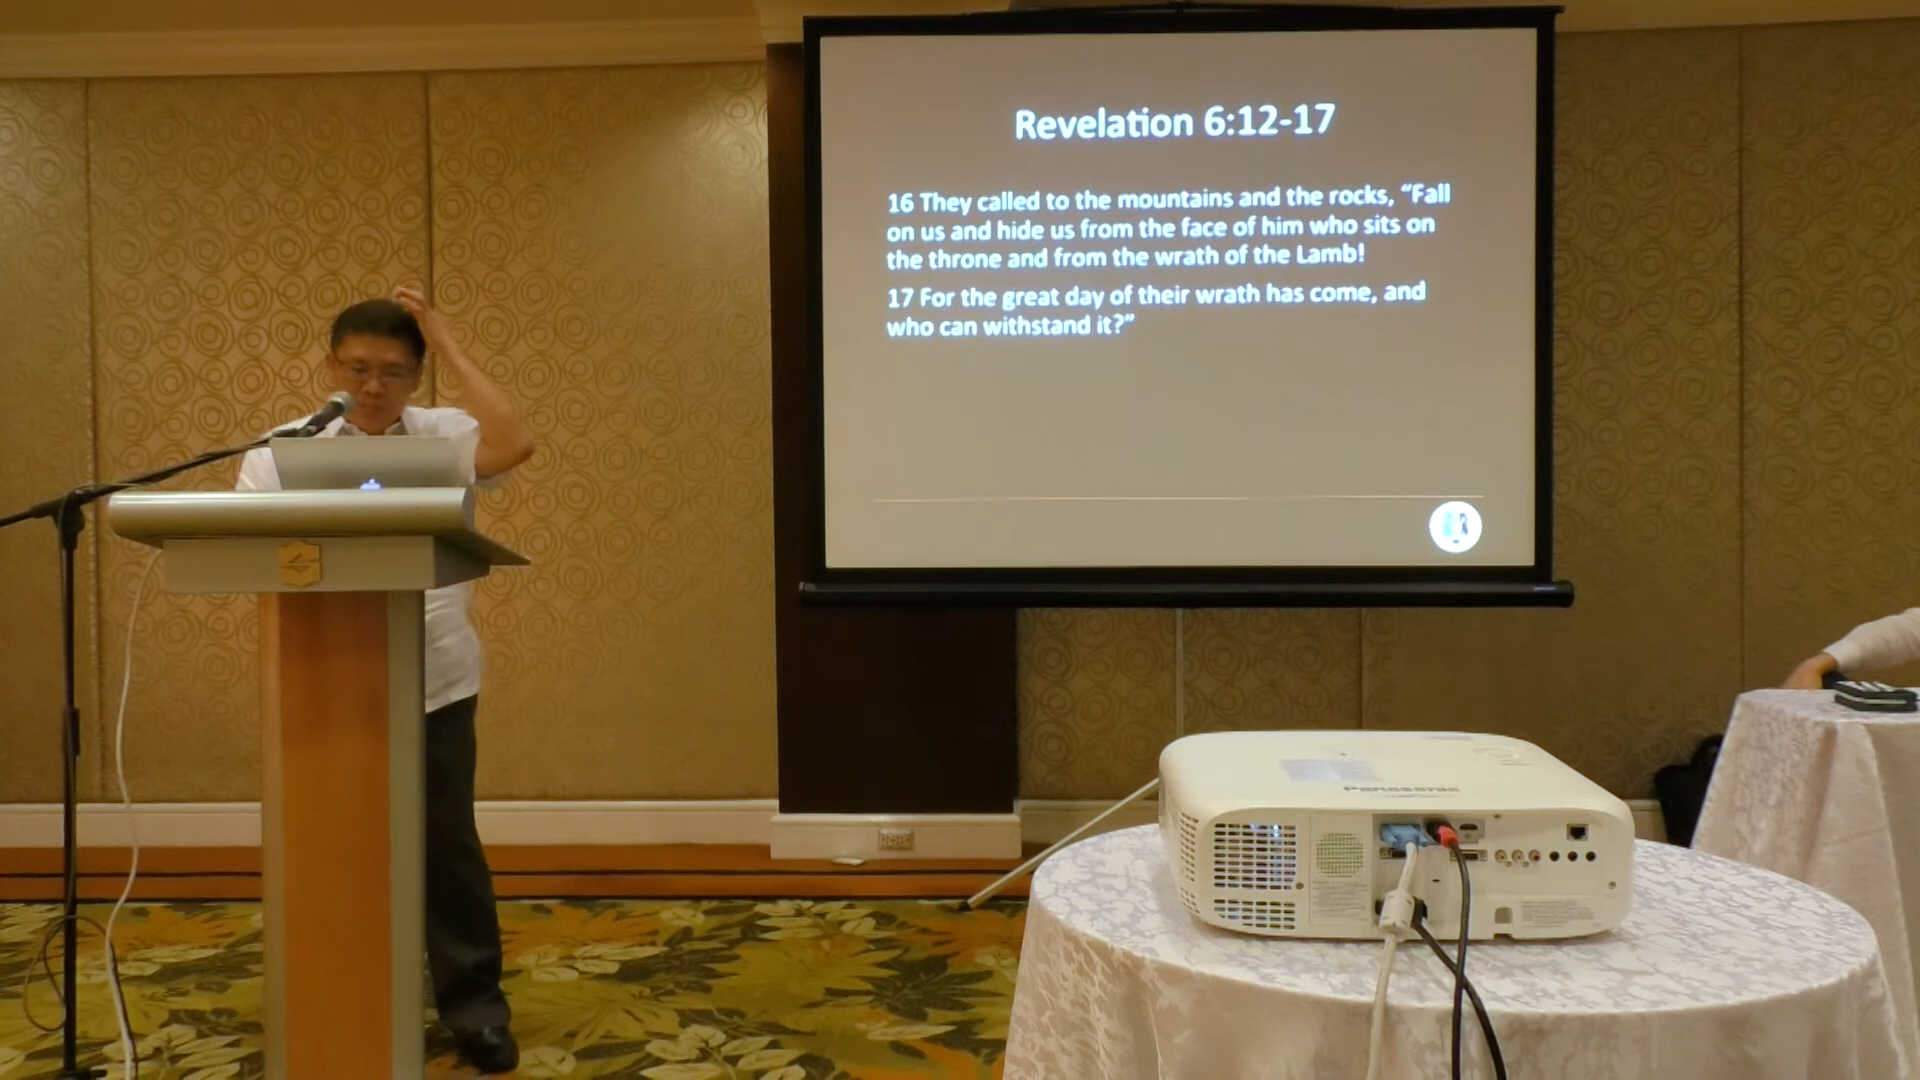 Revelation 6:12-17
16 They called to the mountains and the rocks, “Fall
on us and hide us from the face of him who sits on
the throne and from the wrath of the Lamb!
17 For the great day of their wrath has come, and
who can withstand it?”
Panasonic